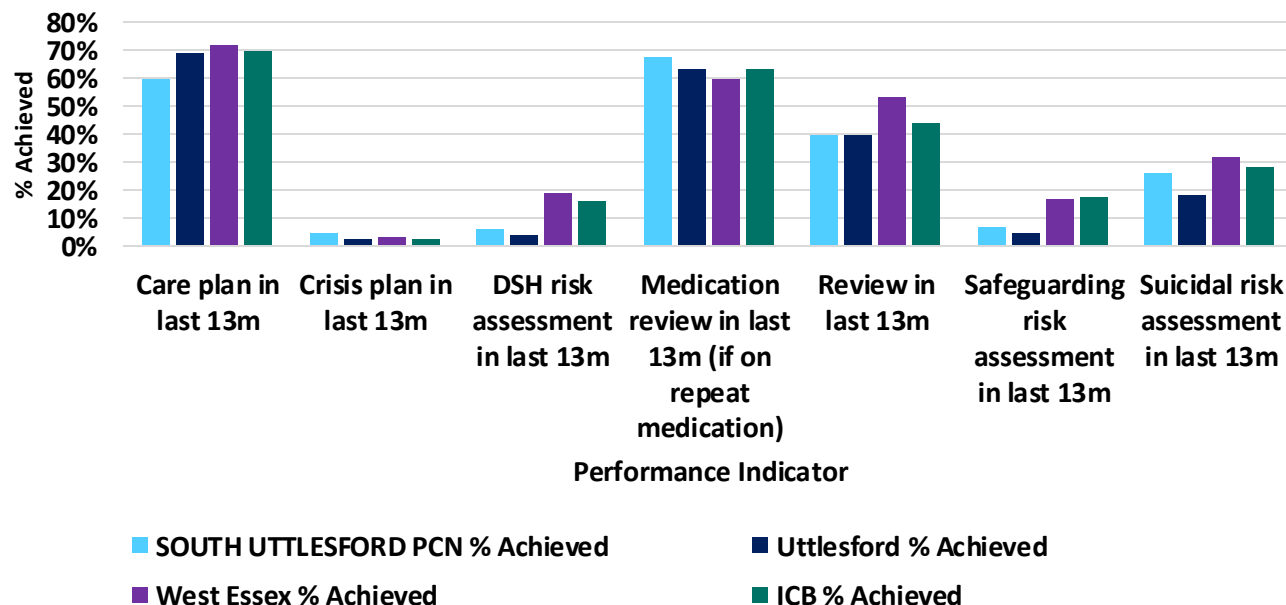 80%
70%
60%
50%
40%
30%
20%
10%
0%
% Achieved
Care plan in
last 13m
Crisis plan in
last 13m
DSH risk
assessment
in last 13m
Medication
review in last
13m (if on
repeat
medication)
Review in
last 13m
Safeguarding
risk
assessment
in last 13m
Suicidal risk
assessment
in last 13m
Performance Indicator
SOUTH UTTLESFORD PCN % Achieved
Uttlesford % Achieved
West Essex % Achieved
ICB % Achieved